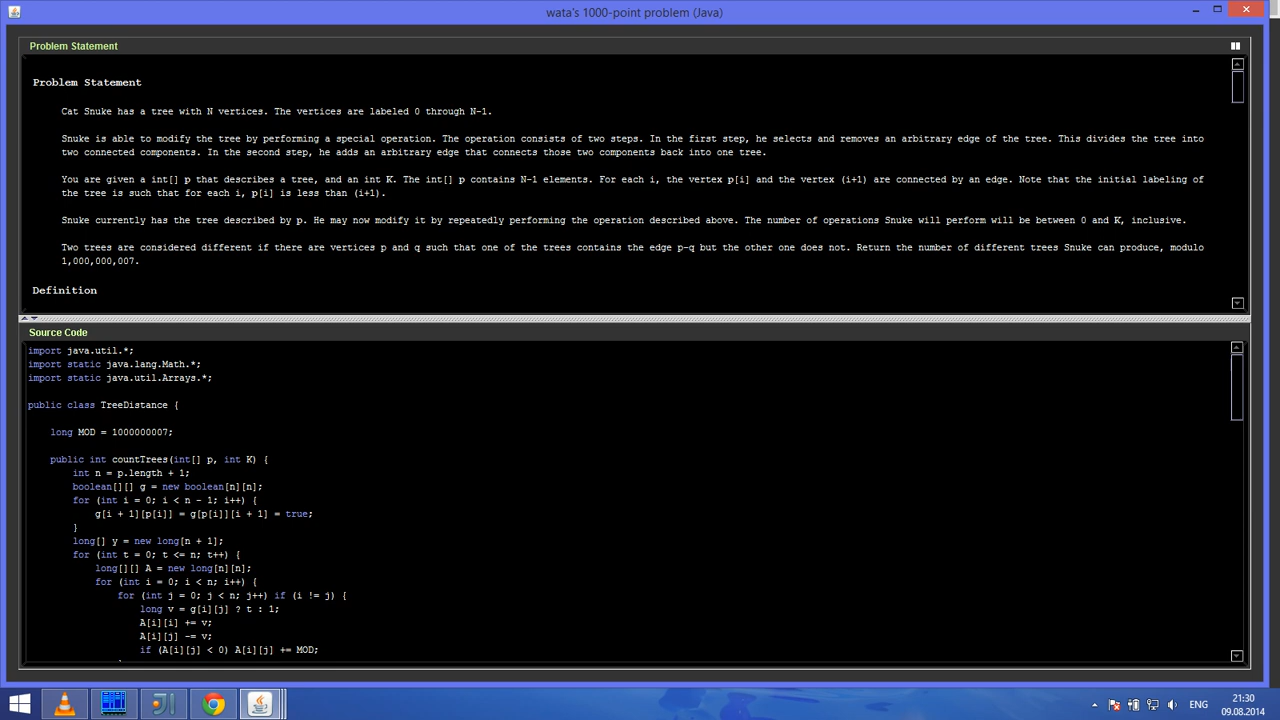 wata's 1000-point problem (Java)
Problem Statement
Problem Statement
Cat Snuke has a tree with N vertices. The vertices are labeled 0 through N-1.
Snuke is able to modify the tree by performing a special operation. The operation consists of two steps. In the first step, he selects and removes an arbitrary edge of the tree. This divides the tree into
two connected components. In the second step, he adds an arbitrary edge that connects those two components back into one tree.
You are given a int[] p that describes a tree, and an int K. The int[] p contains N-1 elements. For each i, the vertex p[i] and the vertex (i+1) are connected by an edge. Note that the initial labeling of
the tree is such that for each i, p[i] is less than (i+1).
Snuke currently has the tree described by p. He may now modify it by repeatedly performing the operation described above. The number of operations Snuke will perform will be between 0 and K, inclusive.
Two trees are considered different if there are vertices p and q such that one of the trees contains the edge p-q but the other one does not. Return the number of different trees Snuke can produce, modulo
1,000,000,007.
Definition
Source Code
import java.util.*;
import static java.lang.Math.*;
import static java.util.Arrays.*;
public class TreeDistance {
long MOD = 1000000007;
public int countTrees(int[] p, int K) {
int n = p.length + 1;
boolean[][] g = new boolean[n][n];
for (int i = 0; i < n - 1; i++) {
g[i + 1][p[i]] = g[p[i]][i + 1] = true;
}
long[] y = new long[n + 1];
for (int t = 0; t <= n; t++) {
long[][] A = new long[n][n];
for (int i = 0; i < n; i++) {
for (int j = 0; j < n; j++) if (i != j) {
long v = g[i][j] ? t : 1;
A[i][i] += v;
A[i][j] -= v;
if (A[i][j] < 0) A[i][j] += MOD;
ENG
21:30
09.08.2014